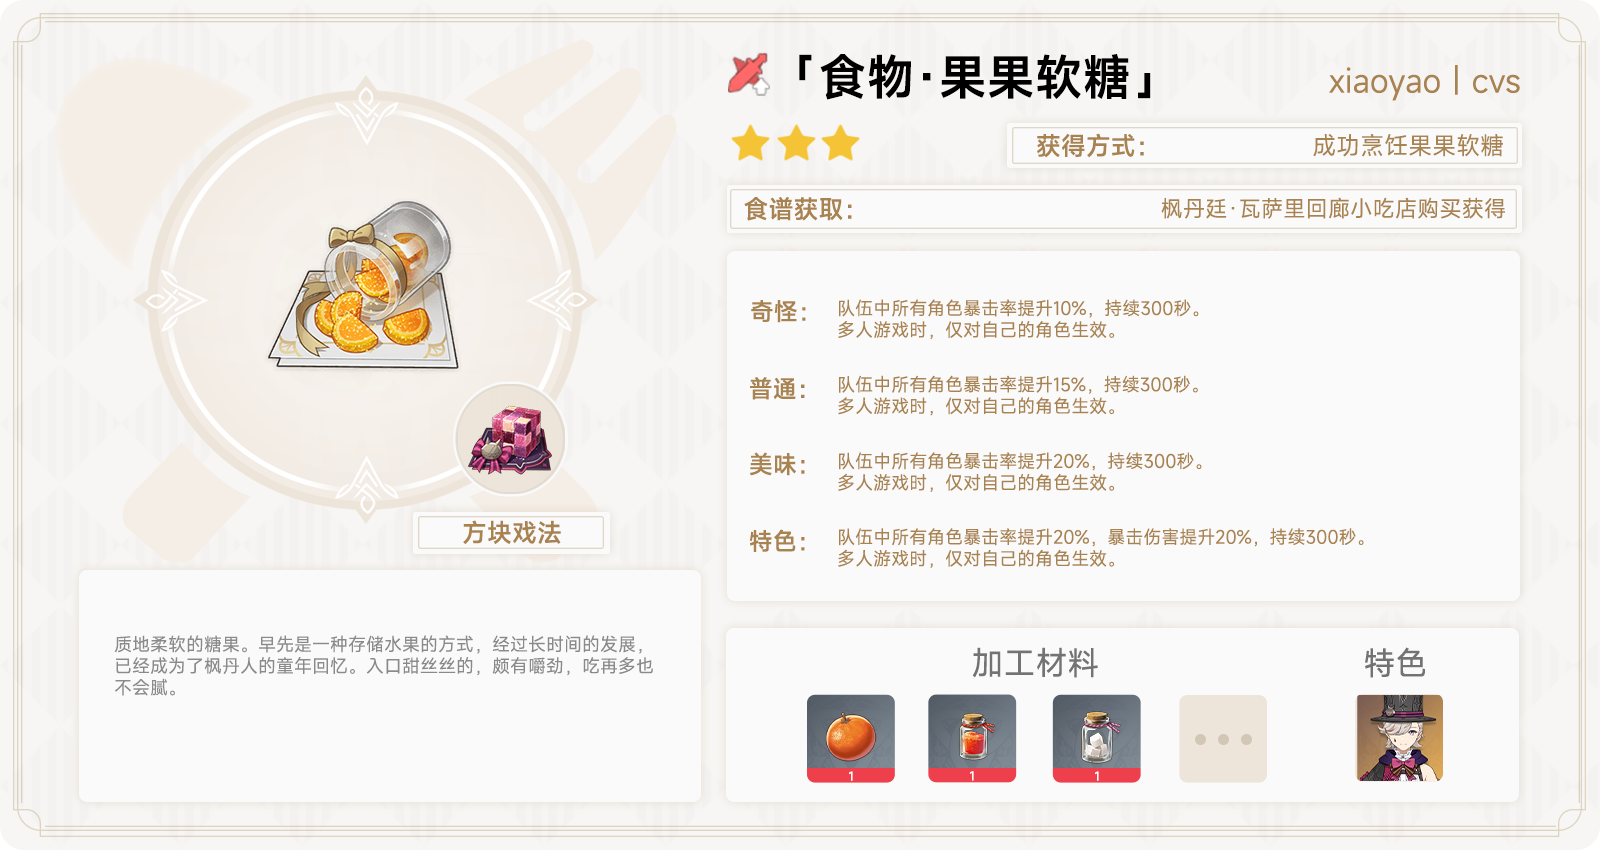 「食物·果果软糖」
xiaoyao | cvs
获得方式：
成功烹饪果果软糖
食谱获取：
枫丹廷·瓦萨里回廊小吃店购买获得
奇怪：
队伍中所有角色暴击率提升10%，持续300秒。
多人游戏时，仅对自己的角色生效。
普通：
队伍中所有角色暴击率提升15%，持续300秒。
多人游戏时，仅对自己的角色生效。
美味：
队伍中所有角色暴击率提升20%，持续300秒。
多人游戏时，仅对自己的角色生效。
特色：
队伍中所有角色暴击率提升20%，暴击伤害提升20%，持续300秒。
多人游戏时，仅对自己的角色生效。
方块戏法
质地柔软的糖果。早先是一种存储水果的方式，经过长时间的发展，
已经成为了枫丹人的童年回忆。入口甜丝丝的，颇有嚼劲，吃再多也
不会腻。
加工材料
特色
1
1
1